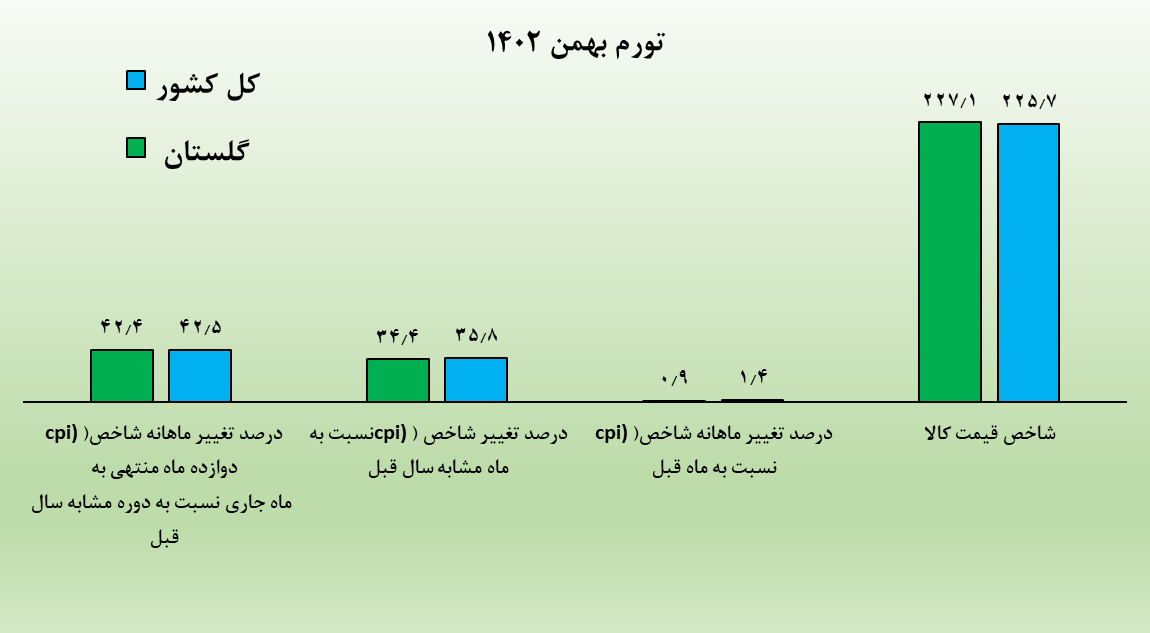 تورم بهمن ۱۴۰۲
کل کشور
گلستان
۲۲۵/۷
۲۲۷/۱
۱/۴
۰/۹
۳۵/۸
۳۴/۴
۴۲/۵
۴۲/۴
شاخص قیمت کالا
درصد تغییر ماهانه شاخص( (cpi
نسبت به ماه قبل
درصد تغییر شاخص ( (cpiنسبت به
ماه مشابه سال قبل
درصد تغییر ماهانه شاخص( (cpi
دوازده ماه منتهی به
ماه جاری نسبت به دوره مشابه سال
قبل